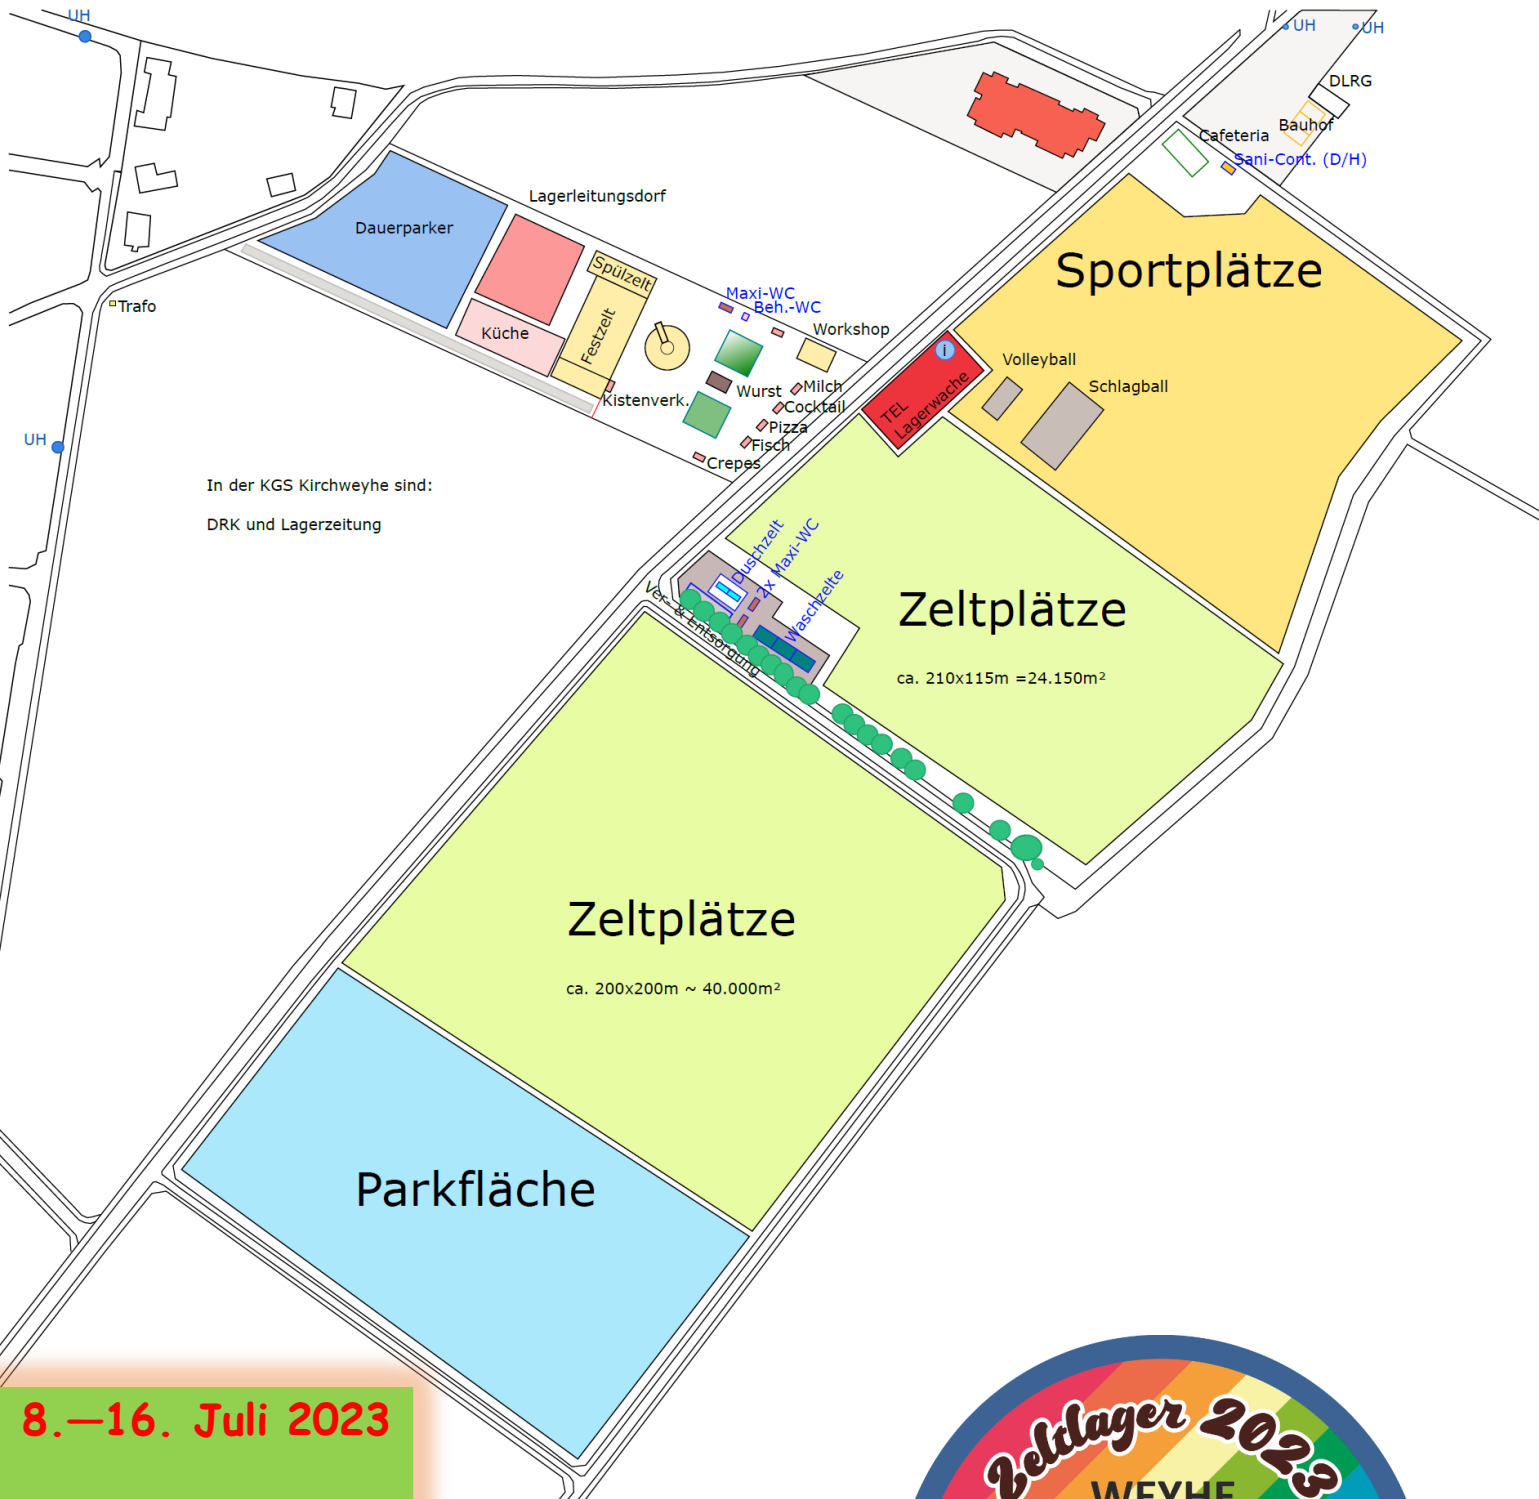 UH
UH
UH
DLRG
Bauhof
Cafeteria
Sani-Cont. (D/H)
Lagerleitungsdorf
Dauerparker
Sportplätze
Spülzelt
Maxi-WC
Beh.-WC
Trafo
Workshop
Küche
Festzelt
i
Volleyball
Schlagball
Wurst
Milch
Kistenverk.
Cocktail
TEL
Lagerwache
Pizza
Fisch
Crepes
UH
In der KGS Kirchweyhe sind:
DRK und Lagerzeitung
Duschzelt
2x Maxi-WC
Waschzelte
Ver- & Entsorgung
Zeltplätze
ca. 210x115m =24.150m²
Zeltplätze
ca. 200x200m ~ 40.000m²
Parkfläche
8.—16. Juli 2023
Zeltlager 2023
WEYHE